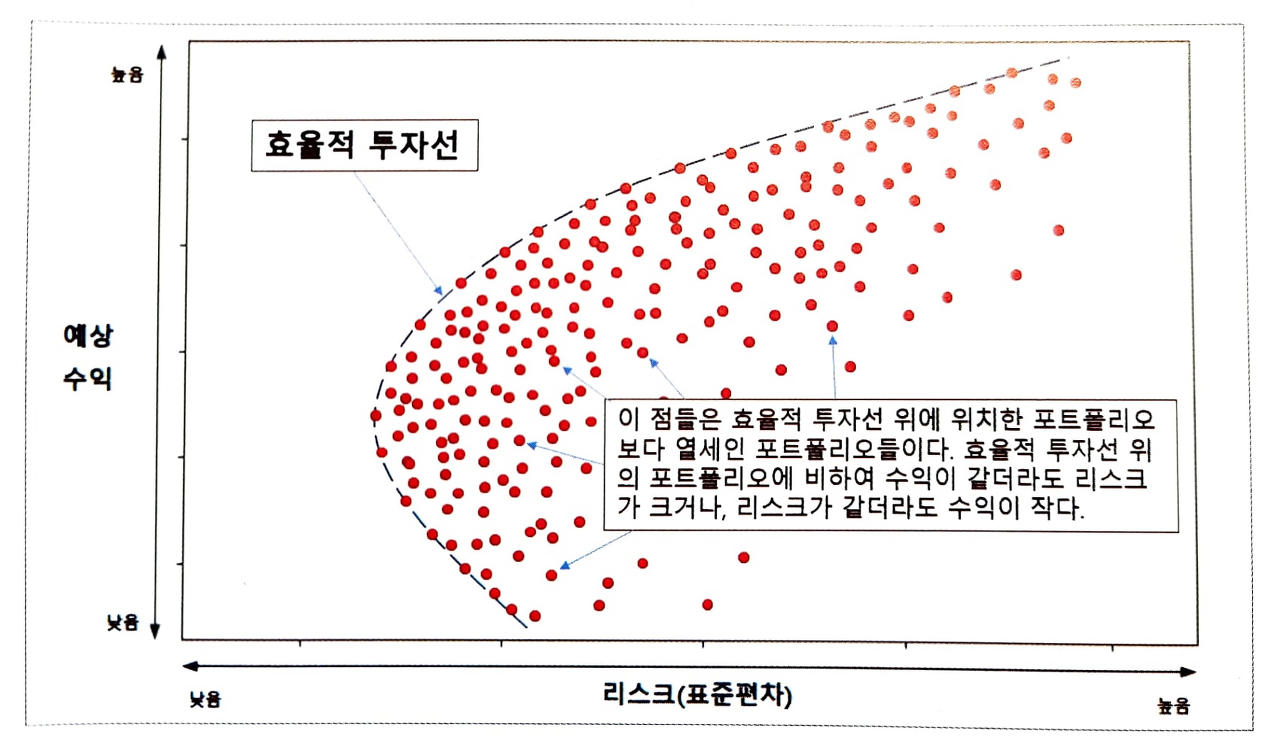 높음
효율적 투자선
예상
수익
이 점들은 효율적 투자선 위에 위치한 포트폴리오
보다 열세인 포트폴리오들이다. 효율적 투자선 위
의 포트폴리오에 비하여 수익이 같더라도 리스크
가 크거나, 리스크가 같더라도 수익이 작다.
낮음
낮음
리스크(표준편차)
높음